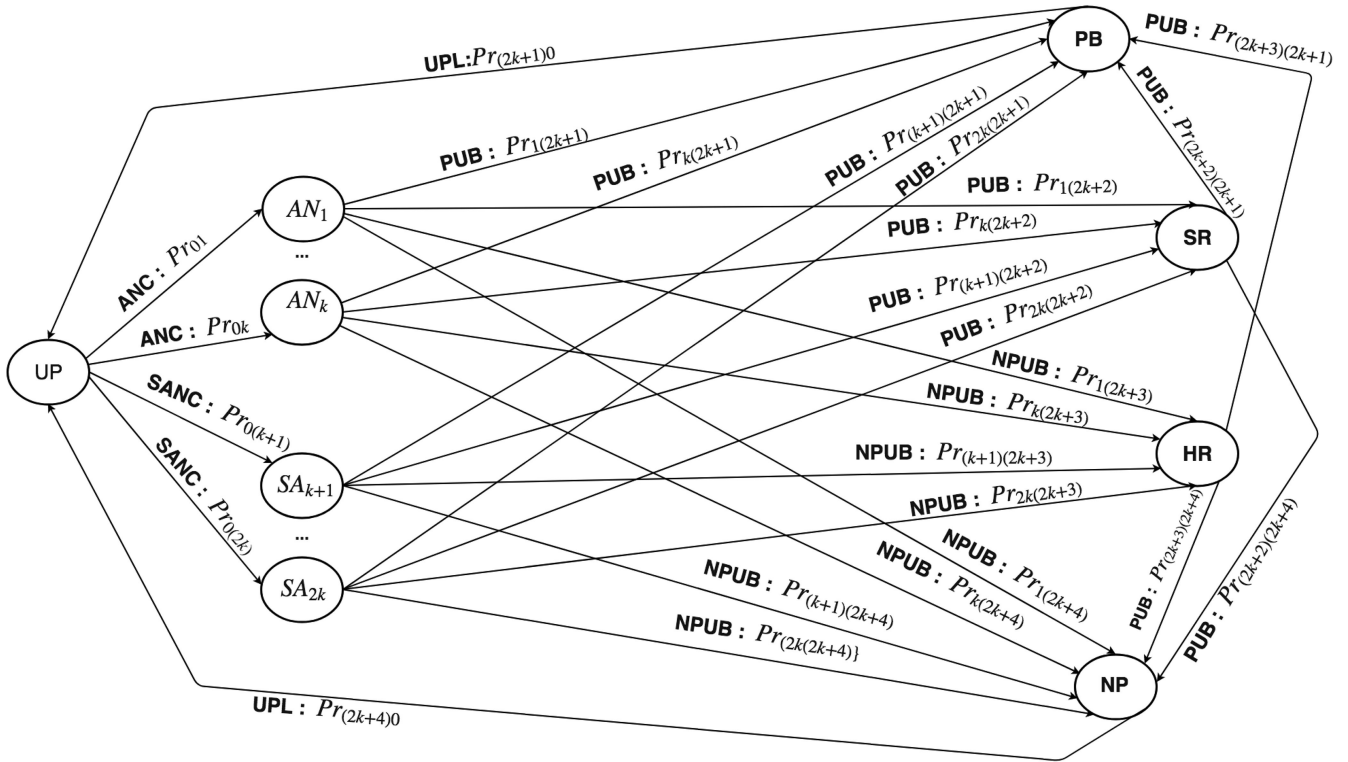 PB
PUB : Pr(2k+3)(2k+1)
UPL:Pr(2k+1)0
PUB : Pr(2k+2)(2k+1)
PUB : Pr1(2k+1)
PUB : Prk(2k+1)
PUB : Pr(k+1)(2k+1)
PUB : Pr2k(2k+1)
PUB : Pr1(2k+2)
AN1
...
ANk
ANC : Pr01
ANC : Pr0k
PUB : Prk(2k+2)
SR
PUB : Pr(k+1)(2k+2)
PUB : Pr2k(2k+2)
UP
SANC : Pr0(k+1)
SANC : Pr0(2k)
NPUB : Pr1(2k+3)
NPUB : Prk(2k+3)
NPUB : Pr(k+1)(2k+3)
HR
NPUB : Pr2k(2k+3)
SAk+1
...
SA2k
NPUB : Pr1(2k+4)
NPUB : Prk(2k+4)
NPUB : Pr(k+1)(2k+4)
NPUB : Pr(2k(2k+4)}
PUB : Pr(2k+3)(2k+4)
PUB : Pr(2k+2)(2k+4)
NP
UPL : Pr(2k+4)0